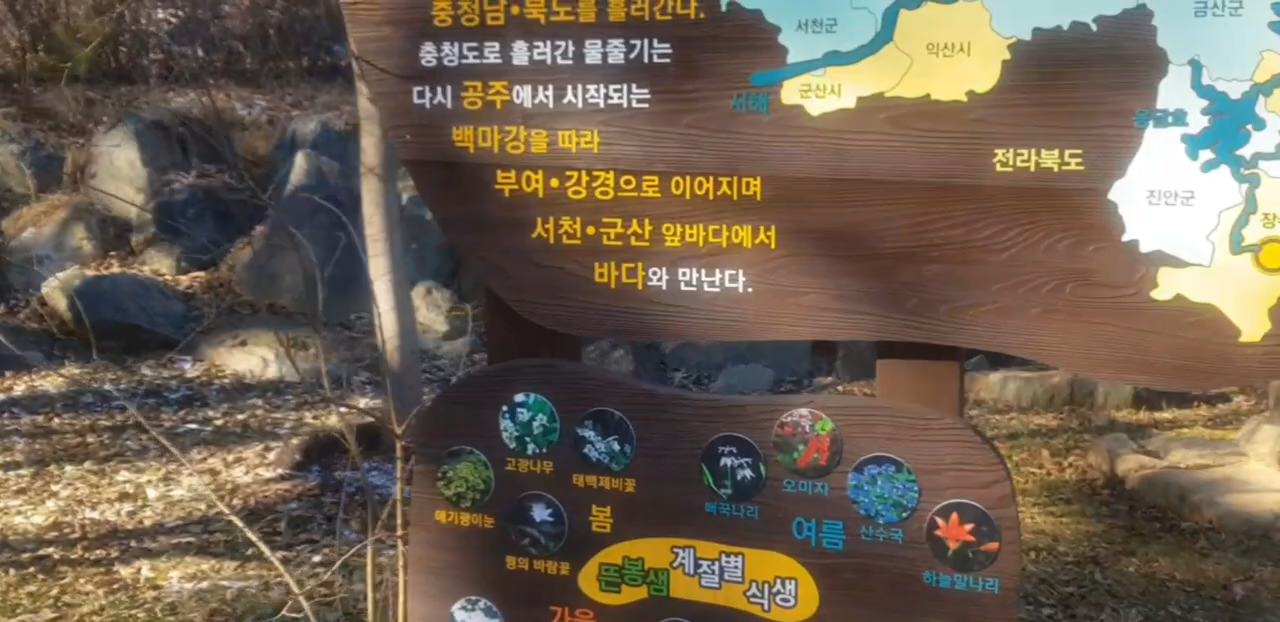 충청남•북도를 흘러간다.
충청도로 흘러간 물줄기는
다시 공주에서 시작되는
백마강을 따라
부여•강경으로 이어지며
서천•군산 앞바다에서
바다와 만난다.
서천군
익산시
군산시
서해
금산군
용담호
전라북도
진안군
장
고광나무
태백제비꽃
애기괭이눈
꿩의 바람꽃
봄
뻐꾹나리
오미자
여름
산수국
하늘말나리
뜬봉샘
계절별
식생
가을